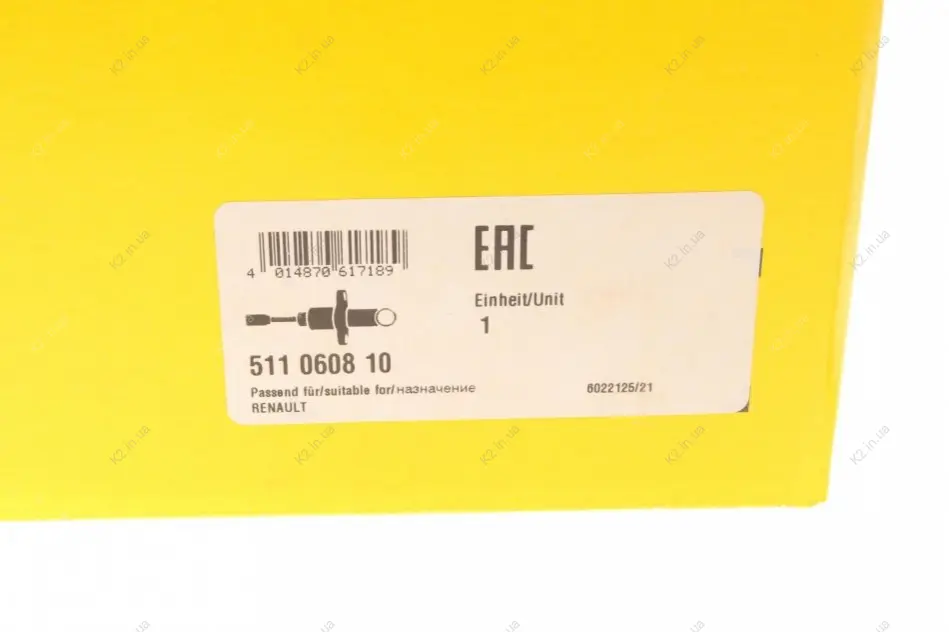 4 014870 617189
EAC
Einheit/Unit
1
511 0608 10
Passend für/suitable for/назначение
RENAULT
6022125/21
K2.in.ua